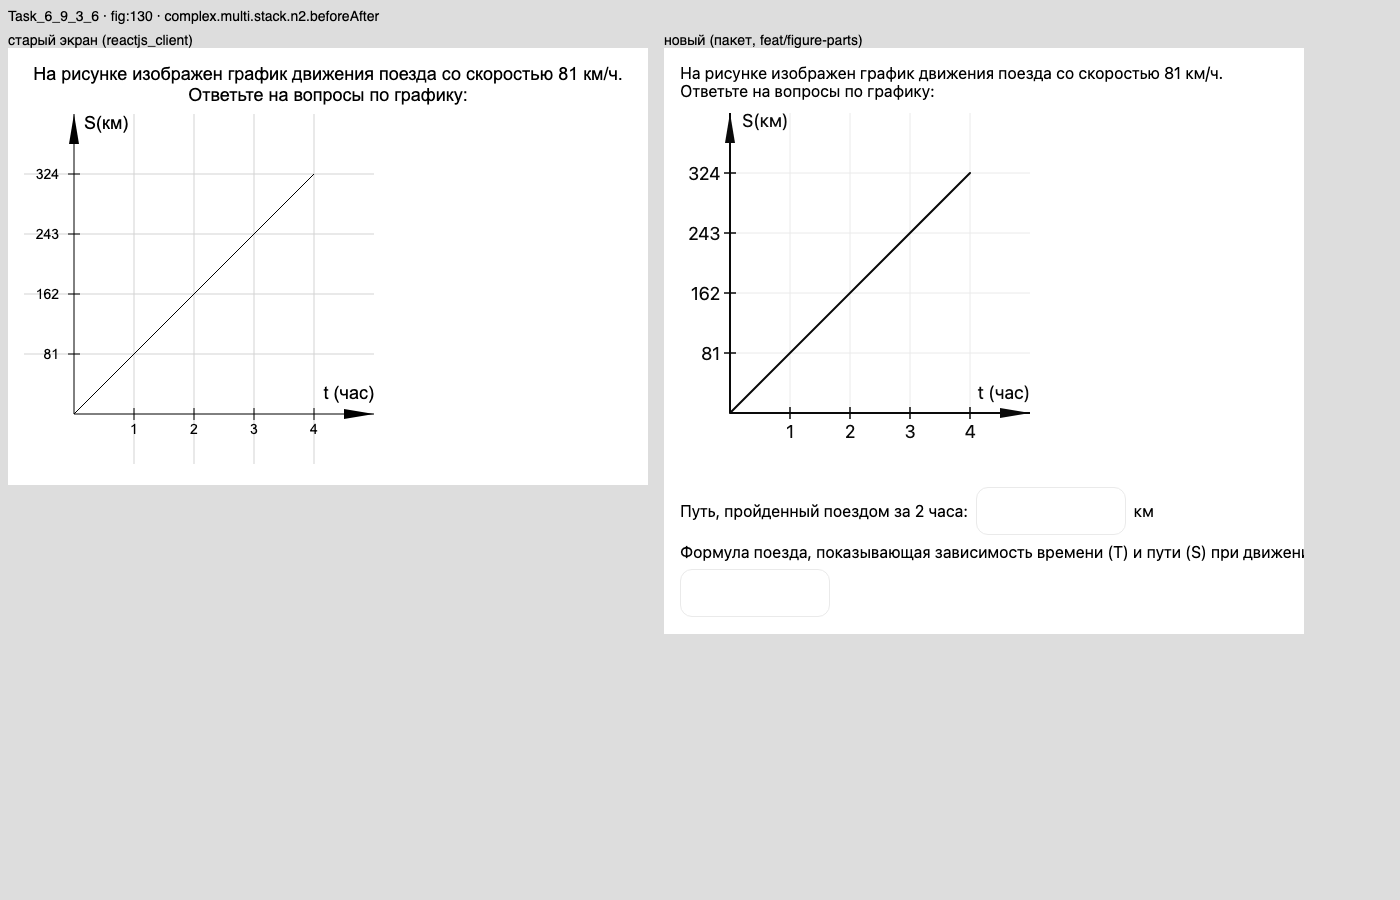 Task_6_9_3_6 · fig:130 · complex.multi.stack.n2.beforeAfter
старый экран (reactjs_client)
На рисунке изображен график движения поезда со скоростью 81 км/ч.
Ответьте на вопросы по графику:
S(км)
324
243
162
81
t (час)
1 2 3 4
новый (пакет, feat/figure-parts)
На рисунке изображен график движения поезда со скоростью 81 км/ч.
Ответьте на вопросы по графику:
S(км)
324
243
162
81
t (час)
1 2 3 4
Путь, пройденный поездом за 2 часа: км
Формула поезда, показывающая зависимость времени (T) и пути (S) при